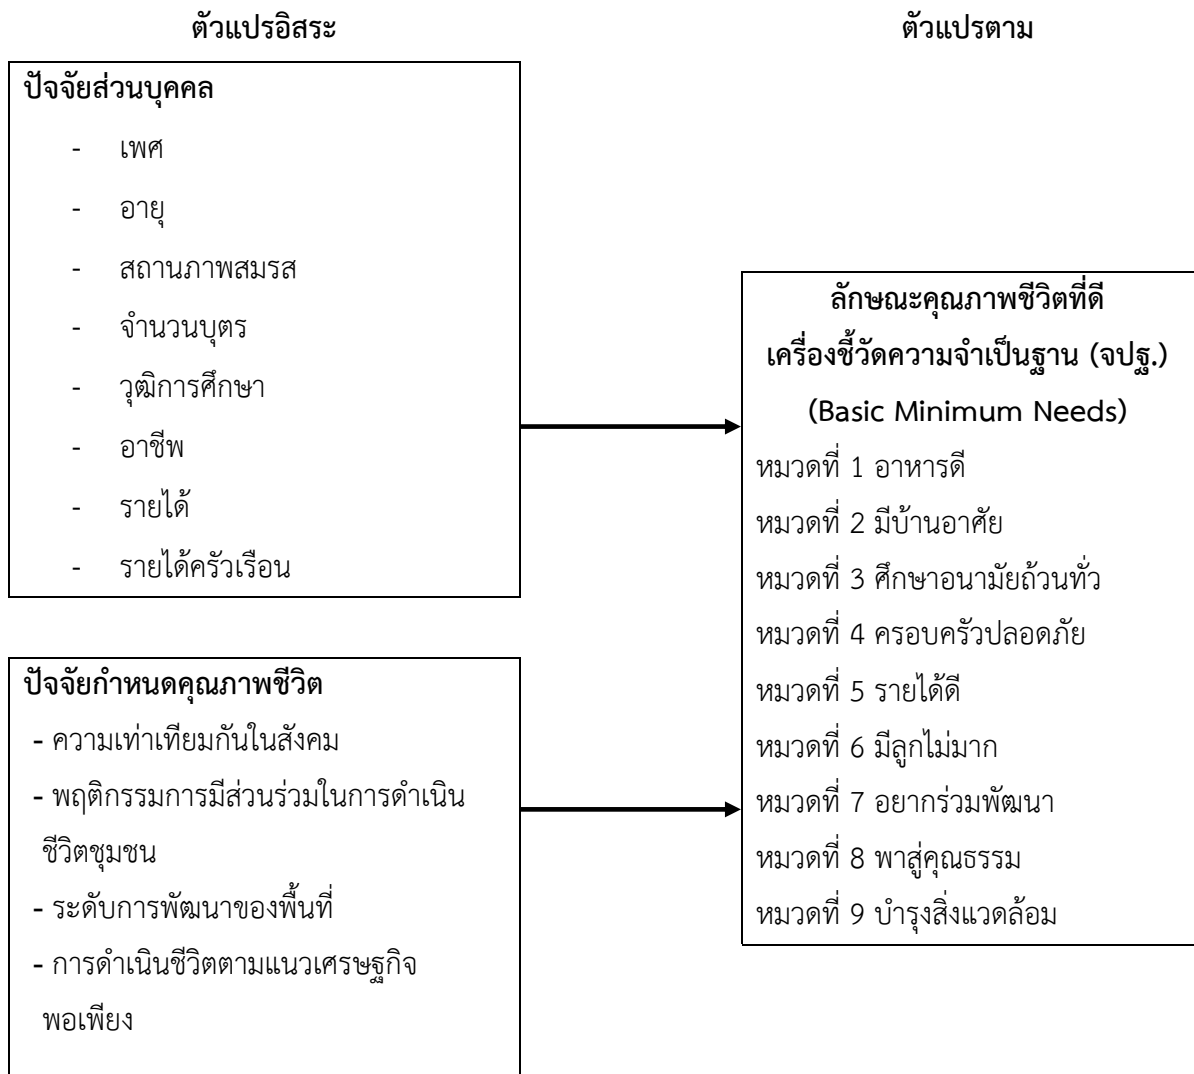 ตัวแปรอิสระ
ตัวแปรตาม
ปัจจัยส่วนบุคคล
- เพศ
- อายุ
- สถานภาพสมรส
- จำนวนบุตร
- วุฒิการศึกษา
- อาชีพ
- รายได้
- รายได้ครัวเรือน
ปัจจัยกำหนดคุณภาพชีวิต
- ความเท่าเทียมกันในสังคม
- พฤติกรรมการมีส่วนร่วมในการดำเนิน
ชีวิตชุมชน
- ระดับการพัฒนาของพื้นที่
- การดำเนินชีวิตตามแนวเศรษฐกิจ
พอเพียง
ลักษณะคุณภาพชีวิตที่ดี
เครื่องชี้วัดความจำเป็นฐาน (จปฐ.)
(Basic Minimum Needs)
หมวดที่ 1 อาหารดี
หมวดที่ 2 มีบ้านอาศัย
หมวดที่ 3 ศึกษาอนามัยถ้วนทั่ว
หมวดที่ 4 ครอบครัวปลอดภัย
หมวดที่ 5 รายได้ดี
หมวดที่ 6 มีลูกไม่มาก
หมวดที่ 7 อยากร่วมพัฒนา
หมวดที่ 8 พาสู่คุณธรรม
หมวดที่ 9 บำรุงสิ่งแวดล้อม